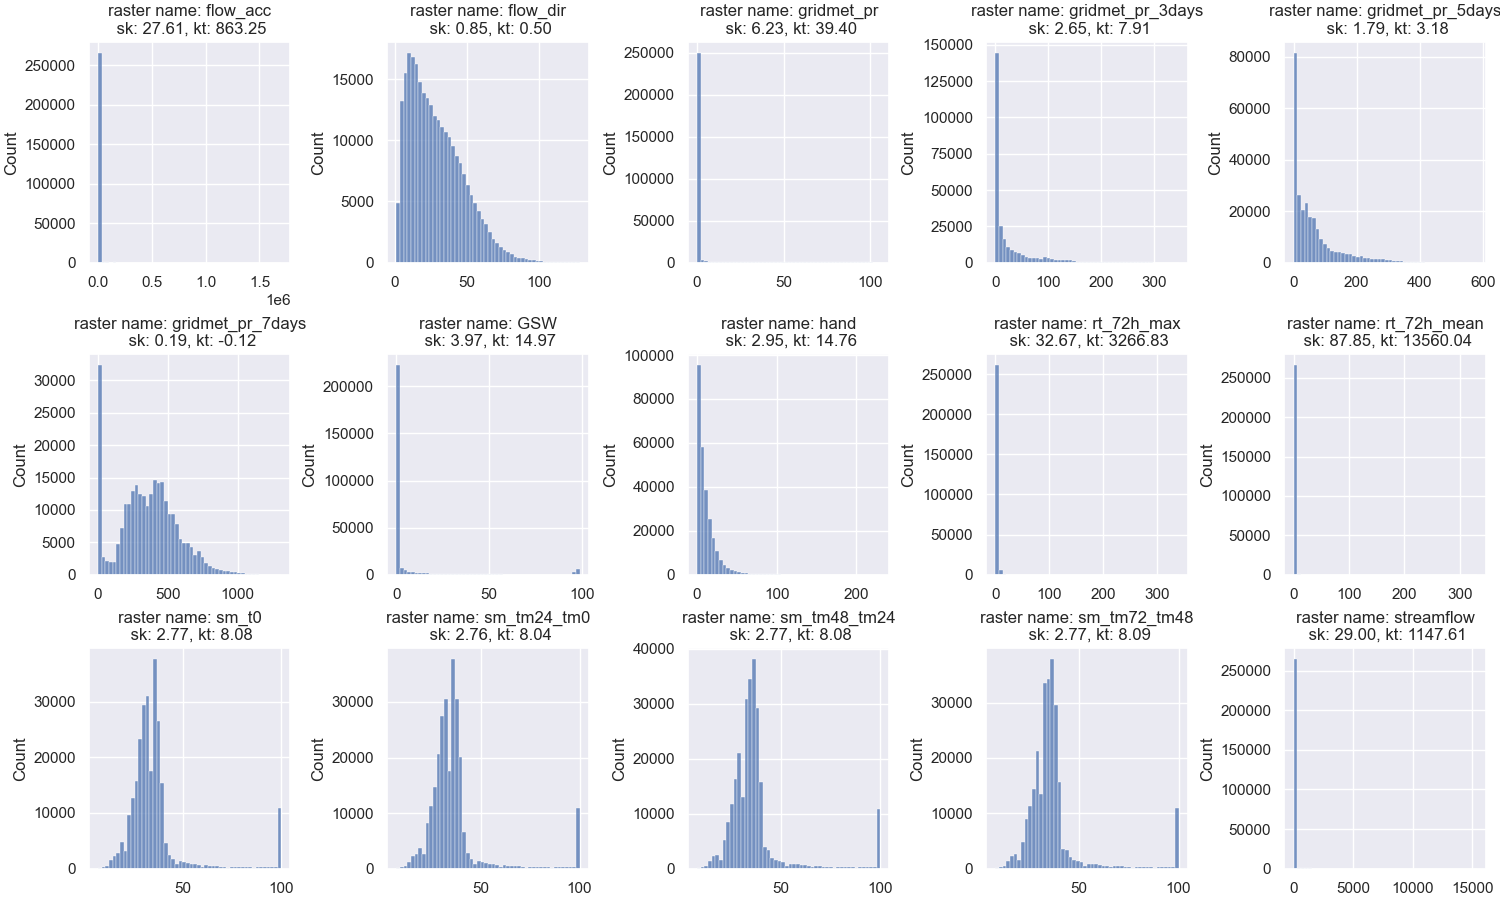 raster name: flow_acc
sk: 27.61, kt: 863.25
250000
200000
150000
100000
50000
0
Count
0.0 0.5 1.0 1.5
1e6
raster name: flow_dir
sk: 0.85, kt: 0.50
15000
10000
5000
0
Count
0 50 100
raster name: gridmet_pr
sk: 6.23, kt: 39.40
250000
200000
150000
100000
50000
0
Count
0 50 100
raster name: gridmet_pr_3days
sk: 2.65, kt: 7.91
150000
125000
100000
75000
50000
25000
0
Count
0 100 200 300
raster name: gridmet_pr_5days
sk: 1.79, kt: 3.18
80000
60000
40000
20000
0
Count
0 200 400 600
raster name: gridmet_pr_7days
sk: 0.19, kt: -0.12
30000
25000
20000
15000
10000
5000
0
Count
0 500 1000
raster name: GSW
sk: 3.97, kt: 14.97
200000
150000
100000
50000
0
Count
0 50 100
raster name: hand
sk: 2.95, kt: 14.76
100000
80000
60000
40000
20000
0
Count
0 100 200
raster name: rt_72h_max
sk: 32.67, kt: 3266.83
250000
200000
150000
100000
50000
0
Count
0 100 200 300
raster name: rt_72h_mean
sk: 87.85, kt: 13560.04
250000
200000
150000
100000
50000
0
Count
0 100 200 300
raster name: sm_t0
sk: 2.77, kt: 8.08
30000
20000
10000
0
Count
50 100
raster name: sm_tm24_tm0
sk: 2.76, kt: 8.04
30000
20000
10000
0
Count
50 100
raster name: sm_tm48_tm24
sk: 2.77, kt: 8.08
40000
30000
20000
10000
0
Count
50 100
raster name: sm_tm72_tm48
sk: 2.77, kt: 8.09
30000
20000
10000
0
Count
50 100
raster name: streamflow
sk: 29.00, kt: 1147.61
250000
200000
150000
100000
50000
0
Count
0 5000 10000 15000